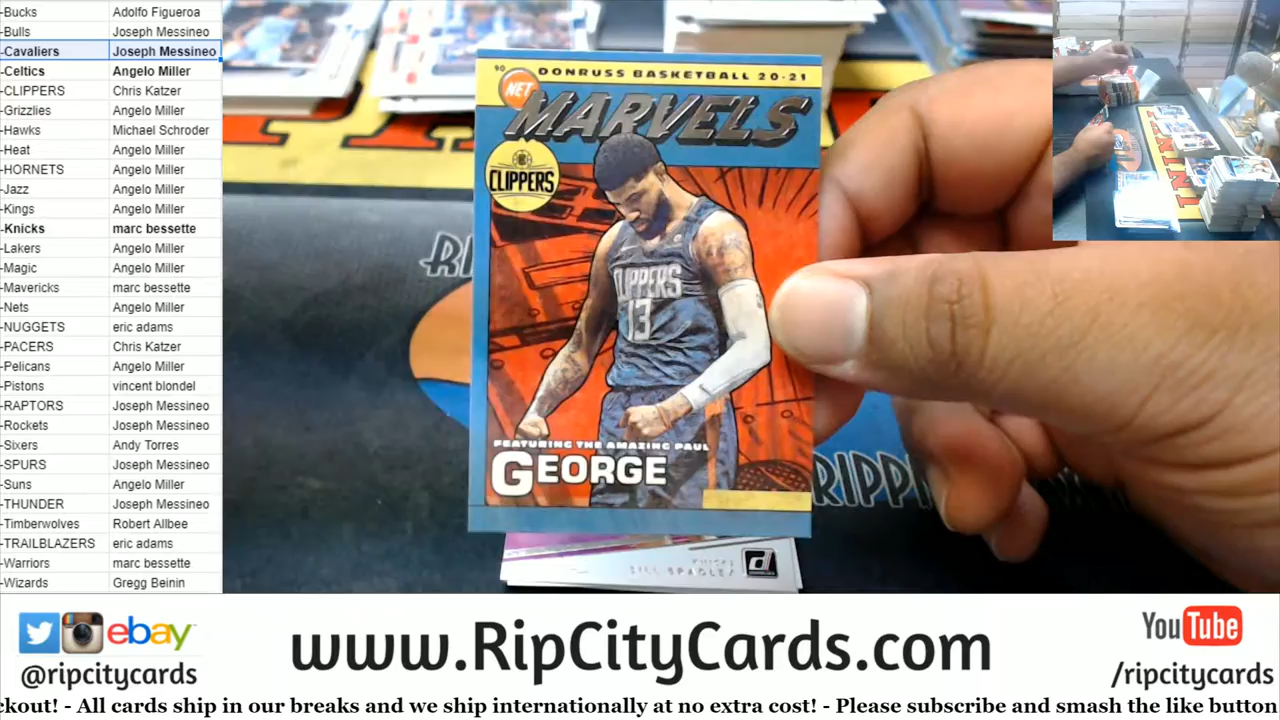 -Bucks Adolfo Figueroa
-Bulls Joseph Messineo
-Cavaliers Joseph Messineo
-Celtics Angelo Miller
-CLIPPERS Chris Katzer
-Grizzlies Angelo Miller
-Hawks Michael Schroder
-Heat Angelo Miller
-HORNETS Angelo Miller
-Jazz Angelo Miller
-Kings Angelo Miller
-Knicks marc bessette
-Lakers Angelo Miller
-Magic Angelo Miller
-Mavericks marc bessette
-Nets Angelo Miller
-NUGGETS eric adams
-PACERS Chris Katzer
-Pelicans Angelo Miller
-Pistons vincent blondel
-RAPTORS Joseph Messineo
-Rockets Joseph Messineo
-Sixers Andy Torres
-SPURS Joseph Messineo
-Suns Angelo Miller
-THUNDER Joseph Messineo
-Timberwolves Robert Allbee
-TRAILBLAZERS eric adams
-Warriors marc bessette
-Wizards Gregg Beinin
90 DONRUSS BASKETBALL 20-21
NET
MARVELS
CLIPPERS
CLIPPERS
13
FEATURING THE AMAZING PAUL
GEORGE
ebay
@ripcitycards
www.RipCityCards.com
YouTube
/ripcitycards
ckout! - All cards ship in our breaks and we ship internationally at no extra cost! - Please subscribe and smash the like button